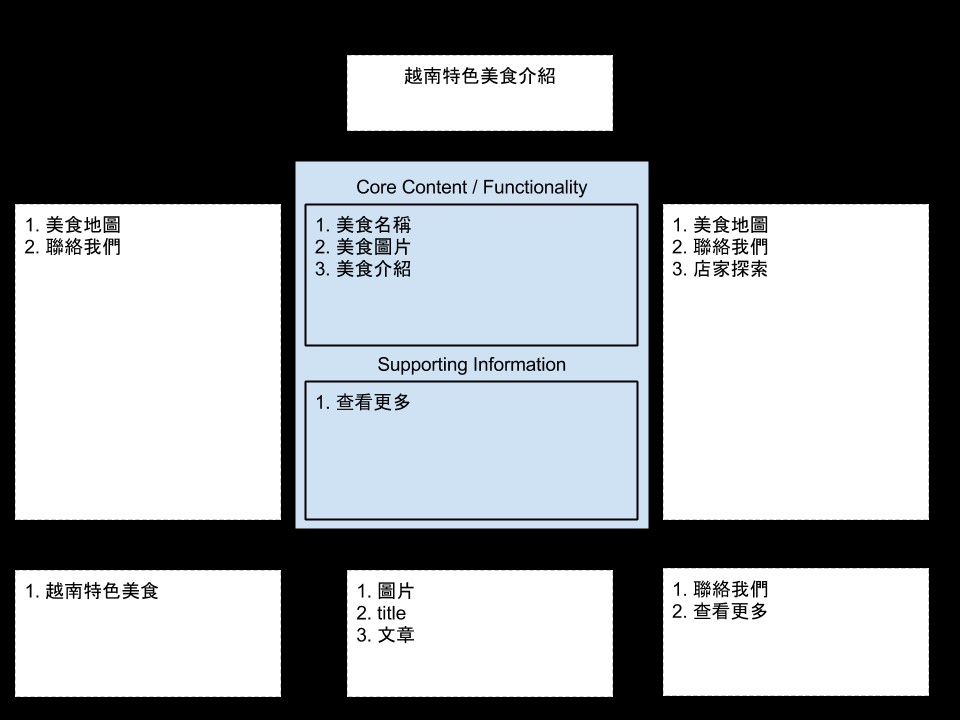 越南特色美食介紹
1. 美食地圖
2. 聯絡我們
Core Content / Functionality
1. 美食名稱
2. 美食圖片
3. 美食介紹
Supporting Information
1. 查看更多
1. 美食地圖
2. 聯絡我們
3. 店家探索
1. 越南特色美食
1. 圖片
2. title
3. 文章
1. 聯絡我們
2. 查看更多